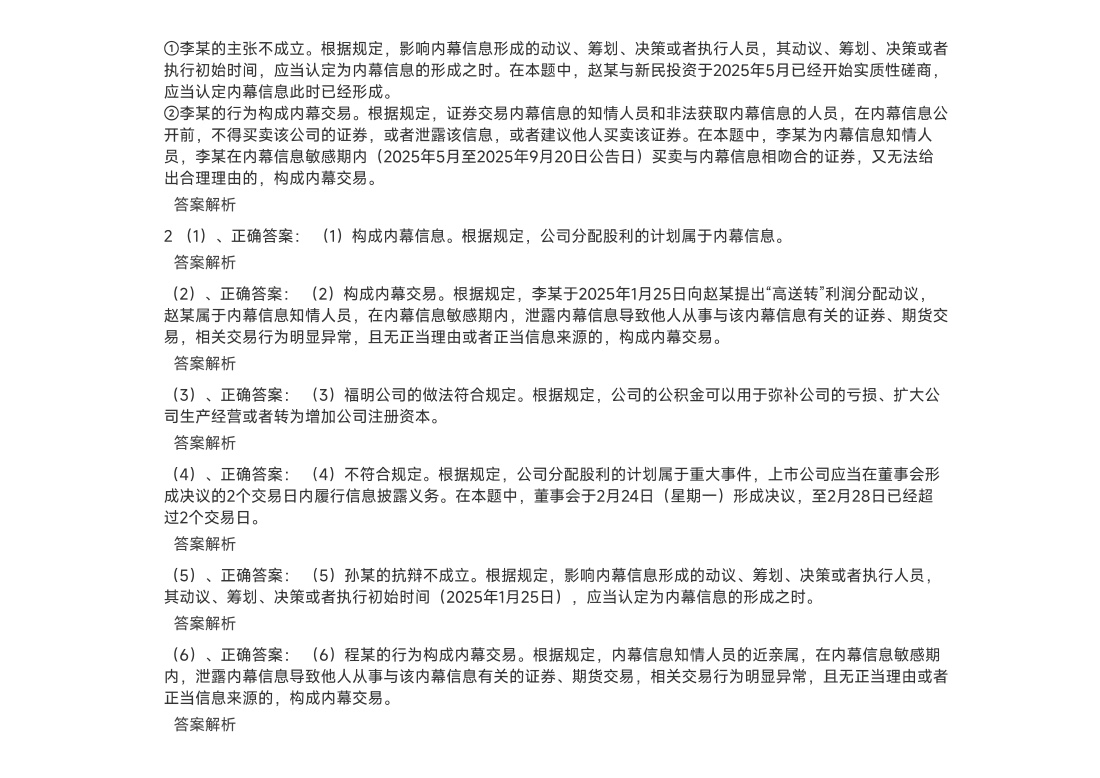 ①李某的主张不成立。根据规定，影响内幕信息形成的动议、筹划、决策或者执行人员，其动议、筹划、决策或者
执行初始时间，应当认定为内幕信息的形成之时。在本题中，赵某与新民投资于2025年5月已经开始实质性磋商，
应当认定内幕信息此时已经形成。
②李某的行为构成内幕交易。根据规定，证券交易内幕信息的知情人员和非法获取内幕信息的人员，在内幕信息公
开前，不得买卖该公司的证券，或者泄露该信息，或者建议他人买卖该证券。在本题中，李某为内幕信息知情人
员，李某在内幕信息敏感期内（2025年5月至2025年9月20日公告日）买卖与内幕信息相吻合的证券，又无法给
出合理理由的，构成内幕交易。
答案解析
2 （1）、正确答案： （1）构成内幕信息。根据规定，公司分配股利的计划属于内幕信息。
答案解析
（2）、正确答案： （2）构成内幕交易。根据规定，李某于2025年1月25日向赵某提出“高送转”利润分配动议，
赵某属于内幕信息知情人员，在内幕信息敏感期内，泄露内幕信息导致他人从事与该内幕信息有关的证券、期货交
易，相关交易行为明显异常，且无正当理由或者正当信息来源的，构成内幕交易。
答案解析
（3）、正确答案： （3）福明公司的做法符合规定。根据规定，公司的公积金可以用于弥补公司的亏损、扩大公
司生产经营或者转为增加公司注册资本。
答案解析
（4）、正确答案： （4）不符合规定。根据规定，公司分配股利的计划属于重大事件，上市公司应当在董事会形
成决议的2个交易日内履行信息披露义务。在本题中，董事会于2月24日（星期一）形成决议，至2月28日已经超
过2个交易日。
答案解析
（5）、正确答案： （5）孙某的抗辩不成立。根据规定，影响内幕信息形成的动议、筹划、决策或者执行人员，
其动议、筹划、决策或者执行初始时间（2025年1月25日），应当认定为内幕信息的形成之时。
答案解析
（6）、正确答案： （6）程某的行为构成内幕交易。根据规定，内幕信息知情人员的近亲属，在内幕信息敏感期
内，泄露内幕信息导致他人从事与该内幕信息有关的证券、期货交易，相关交易行为明显异常，且无正当理由或者
正当信息来源的，构成内幕交易。
答案解析